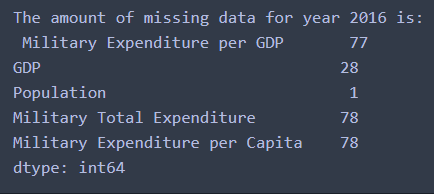 The amount of missing data for year 2016 is:
Military Expenditure per GDP 77
GDP 28
Population 1
Military Total Expenditure 78
Military Expenditure per Capita 78
dtype: int64